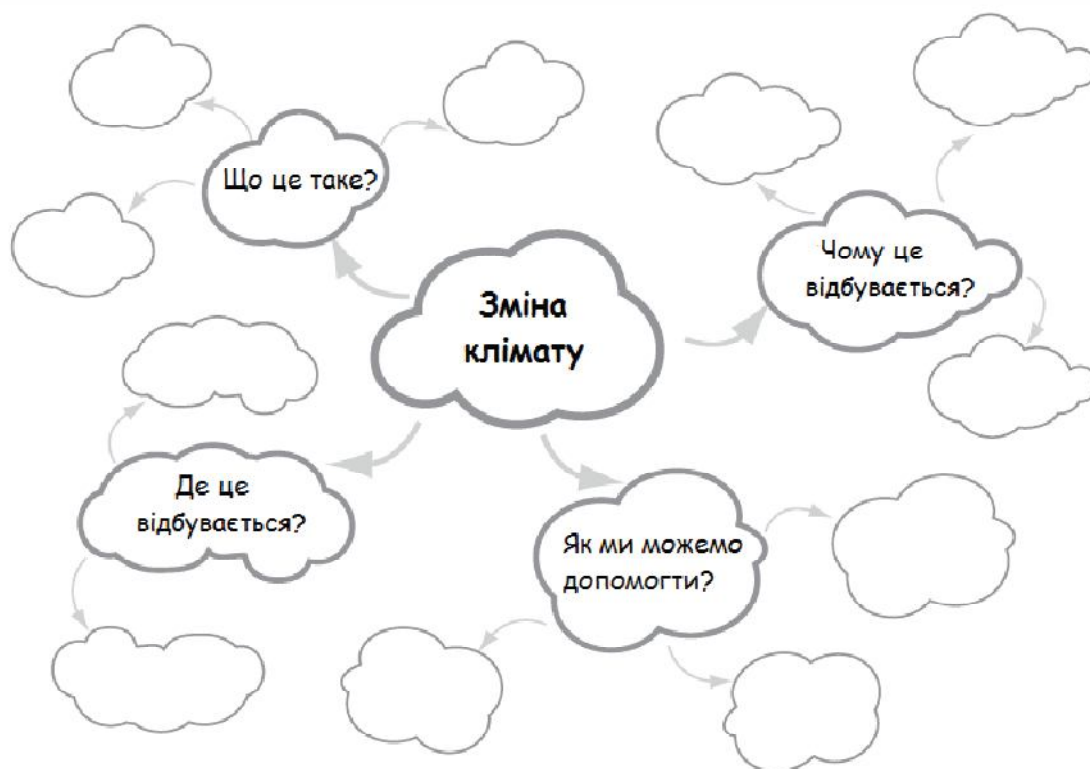 Що це таке?
Чому це
відбувається?
Зміна
клімату
Де це
відбувається?
Як ми можемо
допомогти?